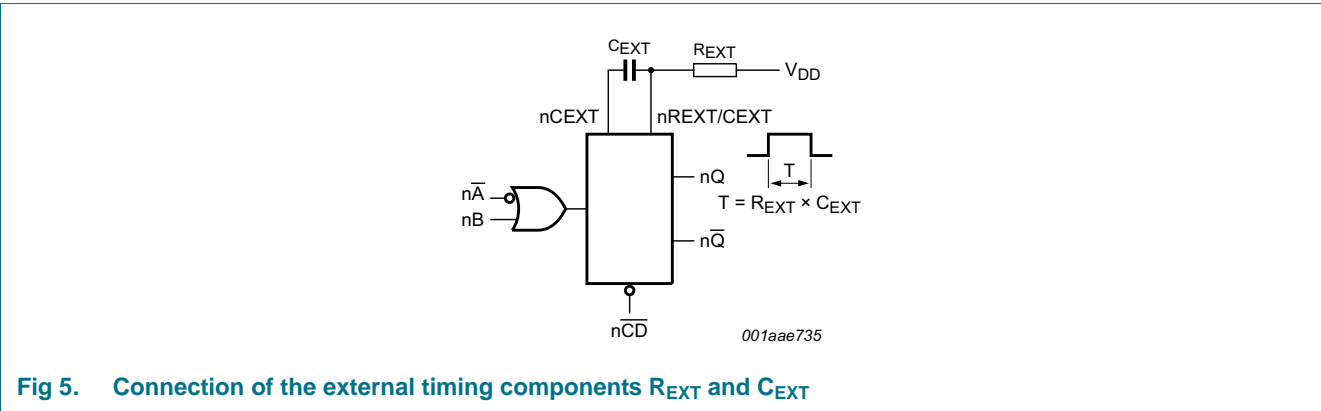 CEXT REXT
VDD
nCEXT nREXT/CEXT
nA̅
nB
nQ
T
T = REXT × CEXT
nQ̅
nC̅D̅
001aae735
Fig 5. Connection of the external timing components REXT and CEXT